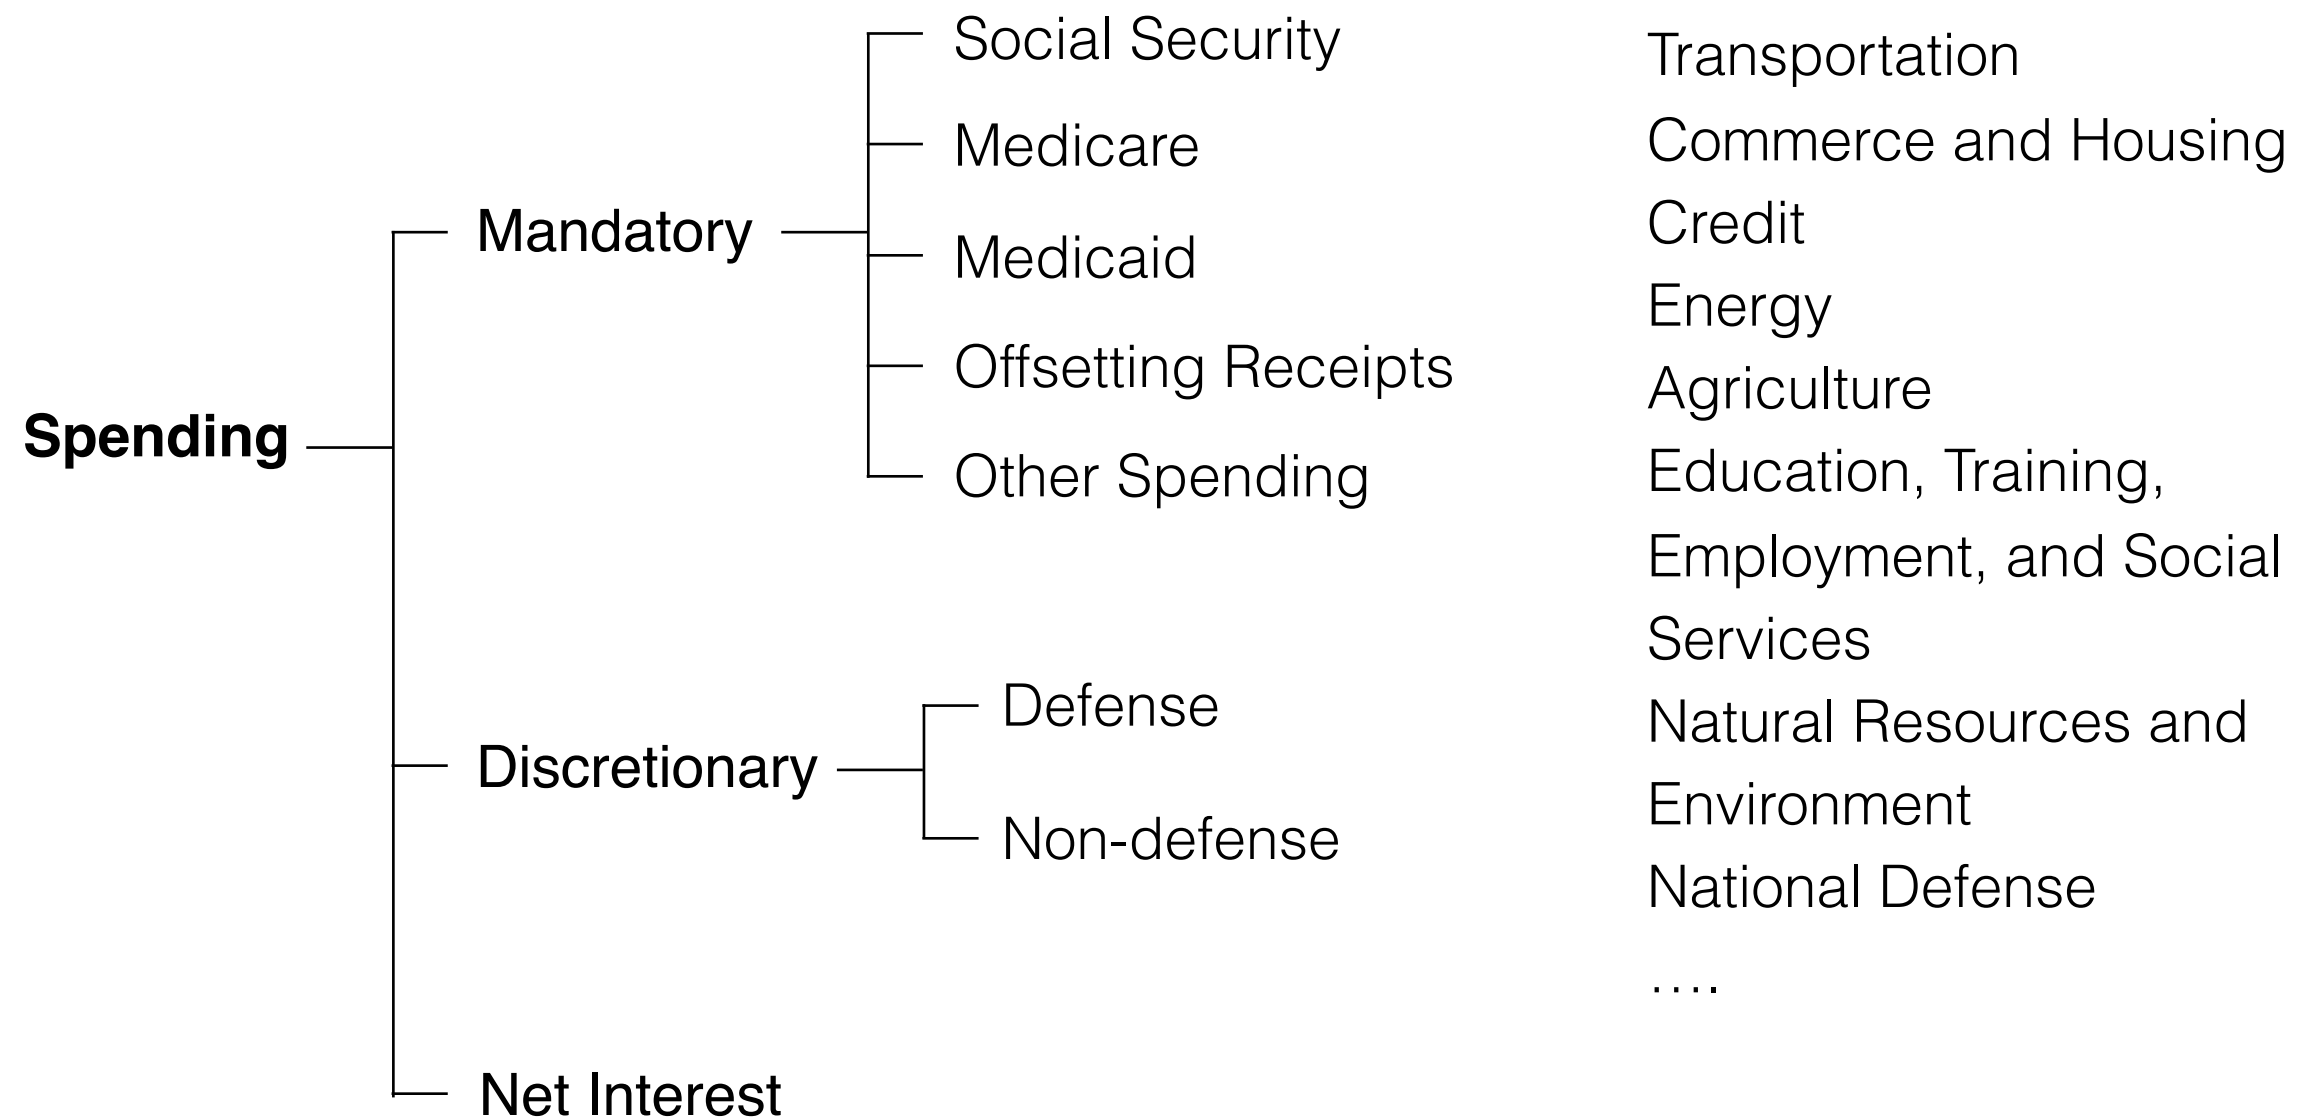 Spending
Mandatory
Social Security
Medicare
Medicaid
Offsetting Receipts
Other Spending
Discretionary
Defense
Non-defense
Net Interest
Transportation
Commerce and Housing
Credit
Energy
Agriculture
Education, Training,
Employment, and Social
Services
Natural Resources and
Environment
National Defense
….